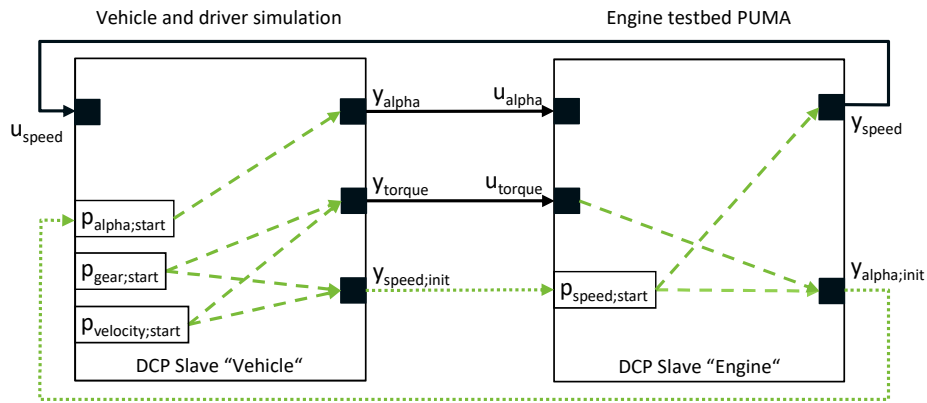 Vehicle and driver simulation
Engine testbed PUMA
y_alpha
u_alpha
u_speed
y_speed
y_torque
u_torque
p_alpha;start
p_gear;start
y_speed;init
p_speed;start
y_alpha;init
p_velocity;start
DCP Slave “Vehicle“
DCP Slave “Engine“